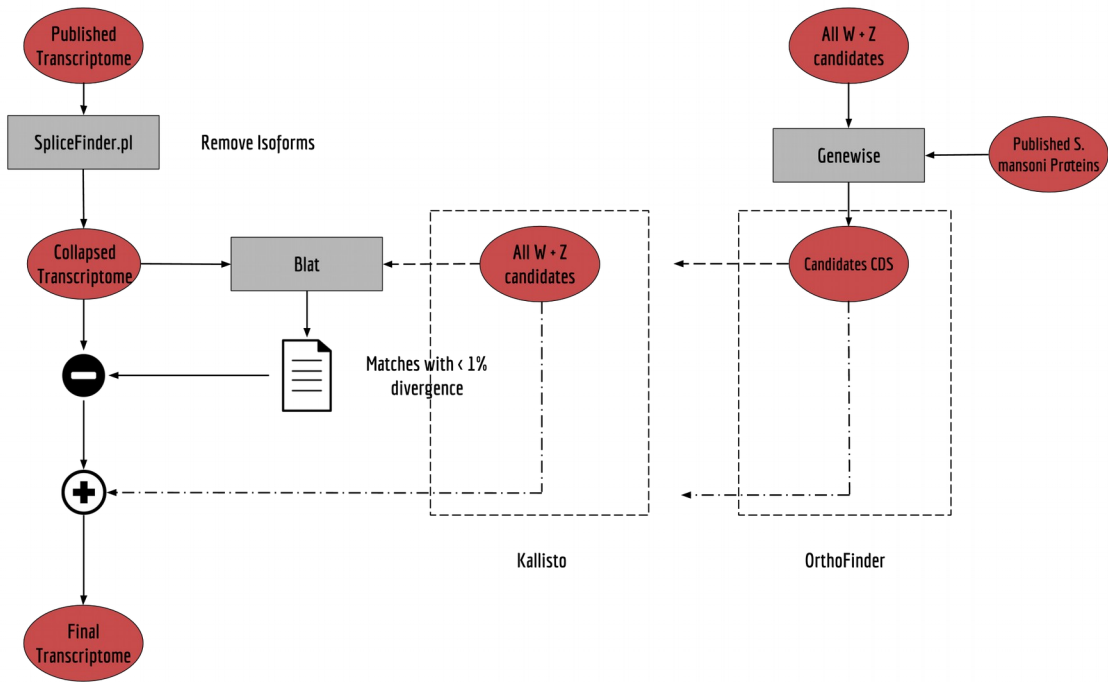 Published
Transcriptome
All W + Z
candidates
SpliceFinder.pl
Remove Isoforms
Genewise
Published S.
mansoni Proteins
Collapsed
Transcriptome
Blat
All W + Z
candidates
Candidates CDS
Matches with < 1%
divergence
Kallisto
OrthoFinder
Final
Transcriptome